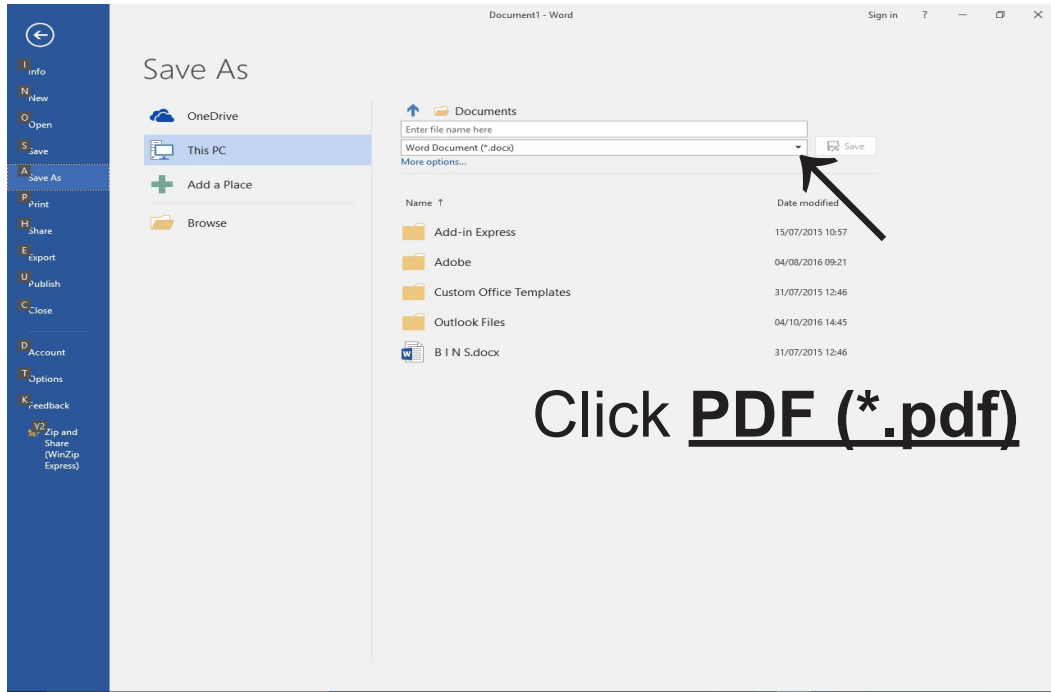 Document1 - Word
Sign in ?
I Info
N New
O Open
S Save
A Save As
P Print
H Share
E Export
U Publish
C Close
D Account
T Options
K Feedback
Y2 Zip and
Share
(WinZip
Express)
Save As
OneDrive
This PC
Add a Place
Browse
Documents
Enter file name here
Word Document (*.docx)
Save
More options...
Name ↑ Date modified
Add-in Express 15/07/2015 10:57
Adobe 04/08/2016 09:21
Custom Office Templates 31/07/2015 12:46
Outlook Files 04/10/2016 14:45
B I N S.docx 31/07/2015 12:46
Click PDF (*.pdf)